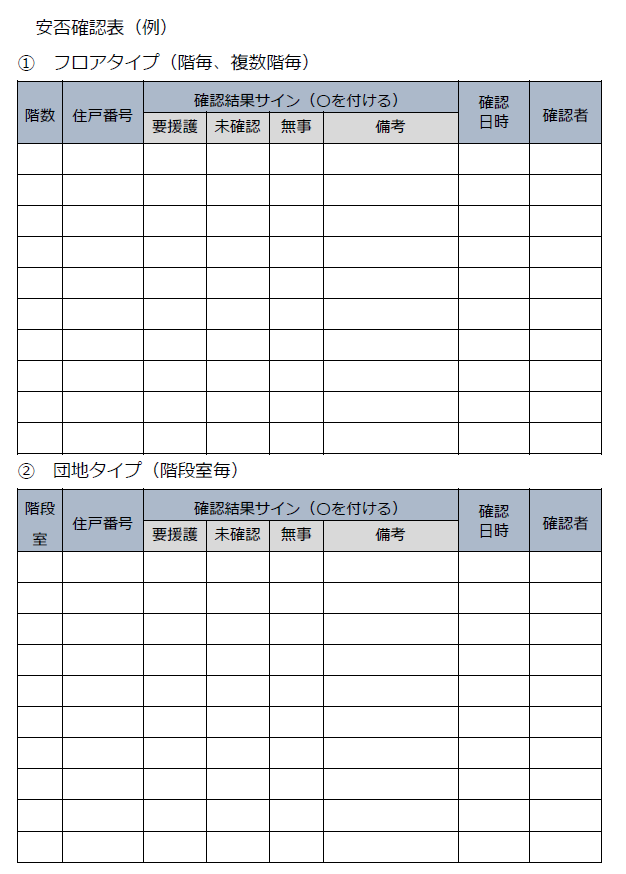 安否確認表（例）
① フロアタイプ（階毎、複数階毎）
階数 住戸番号 確認結果サイン（〇を付ける） 確認 日時 確認者
要援護 未確認 無事 備考
② 団地タイプ（階段室毎）
階段 室 住戸番号 確認結果サイン（〇を付ける） 確認 日時 確認者
要援護 未確認 無事 備考